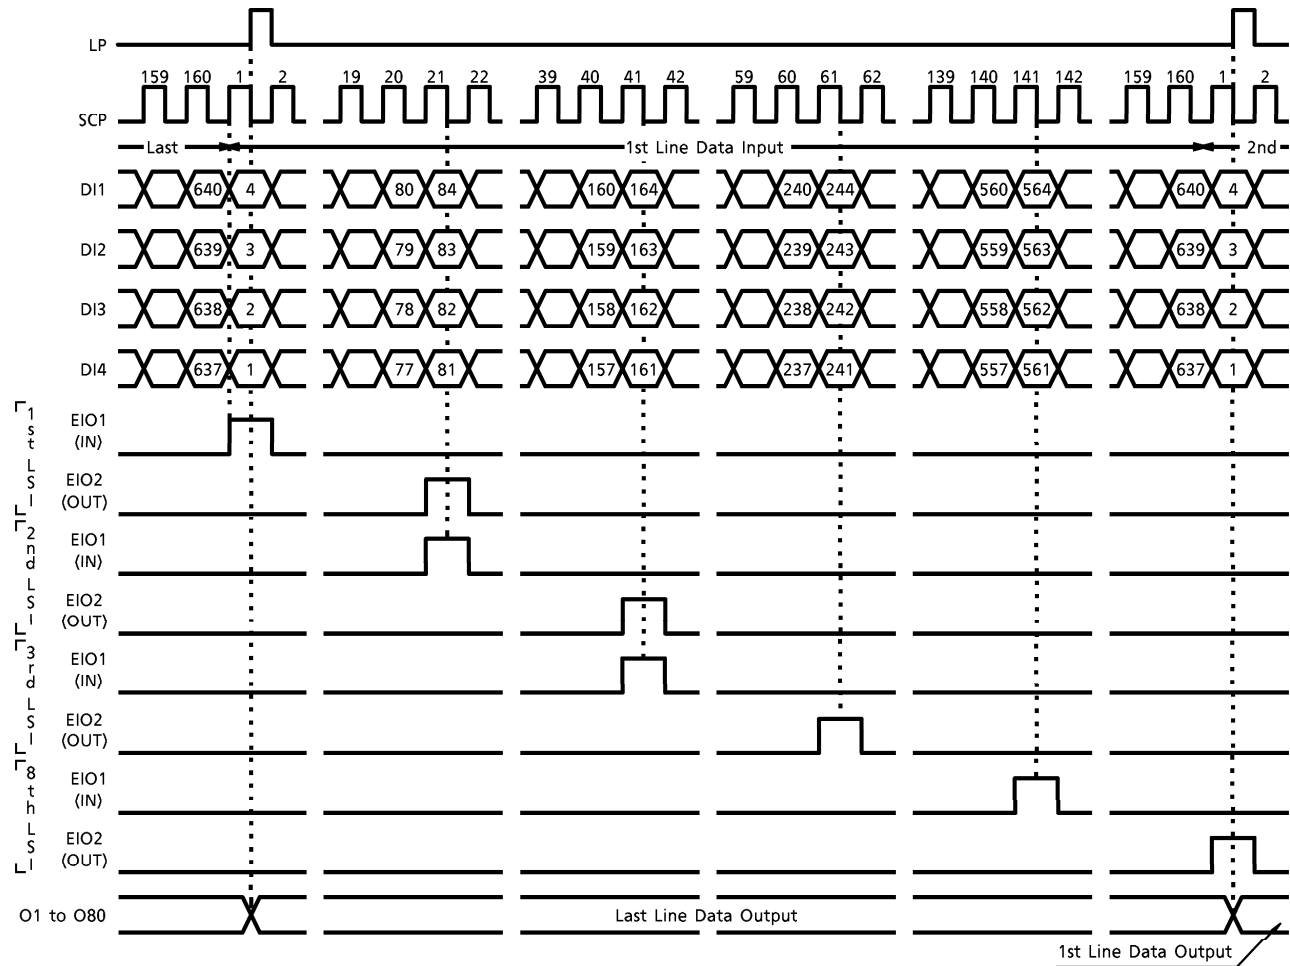 LP
159 160 1 2 19 20 21 22 39 40 41 42 59 60 61 62 139 140 141 142 159 160 1 2
SCP
Last 1st Line Data Input 2nd
DI1 640 4 80 84 160 164 240 244 560 564 640 4
DI2 639 3 79 83 159 163 239 243 559 563 639 3
DI3 638 2 78 82 158 162 238 242 558 562 638 2
DI4 637 1 77 81 157 161 237 241 557 561 637 1
1st LSI
EIO1
(IN)
EIO2
(OUT)
2nd LSI
EIO1
(IN)
EIO2
(OUT)
3rd LSI
EIO1
(IN)
EIO2
(OUT)
8th LSI
EIO1
(IN)
EIO2
(OUT)
O1 to O80 Last Line Data Output
1st Line Data Output